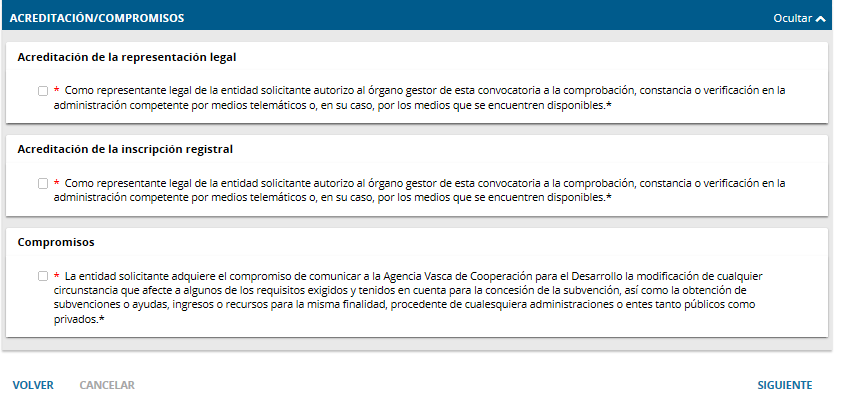 ACREDITACIÓN/COMPROMISOS Ocultar
Acreditación de la representación legal
* Como representante legal de la entidad solicitante autorizo al órgano gestor de esta convocatoria a la comprobación, constancia o verificación en la
administración competente por medios telemáticos o, en su caso, por los medios que se encuentren disponibles.*
Acreditación de la inscripción registral
* Como representante legal de la entidad solicitante autorizo al órgano gestor de esta convocatoria a la comprobación, constancia o verificación en la
administración competente por medios telemáticos o, en su caso, por los medios que se encuentren disponibles.*
Compromisos
* La entidad solicitante adquiere el compromiso de comunicar a la Agencia Vasca de Cooperación para el Desarrollo la modificación de cualquier
circunstancia que afecte a algunos de los requisitos exigidos y tenidos en cuenta para la concesión de la subvención, así como la obtención de
subvenciones o ayudas, ingresos o recursos para la misma finalidad, procedente de cualesquiera administraciones o entes tanto públicos como
privados.*
VOLVER CANCELAR SIGUIENTE